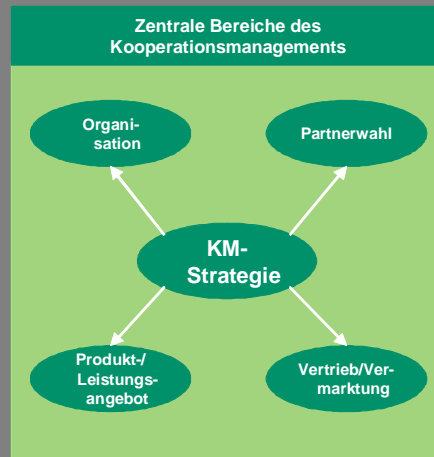 Zentrale Bereiche des
Kooperationsmanagements
Organi-
sation
Partnerwahl
KM-
Strategie
Produkt-/
Leistungs-
angebot
Vertrieb/Ver-
marktung